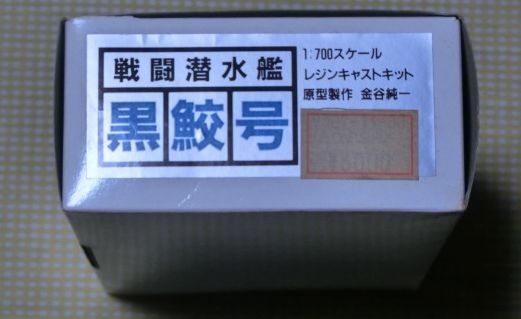 戦闘潜水艦
黒鮫号
1:700スケール
レジンキャストキット
原型製作 金谷純一